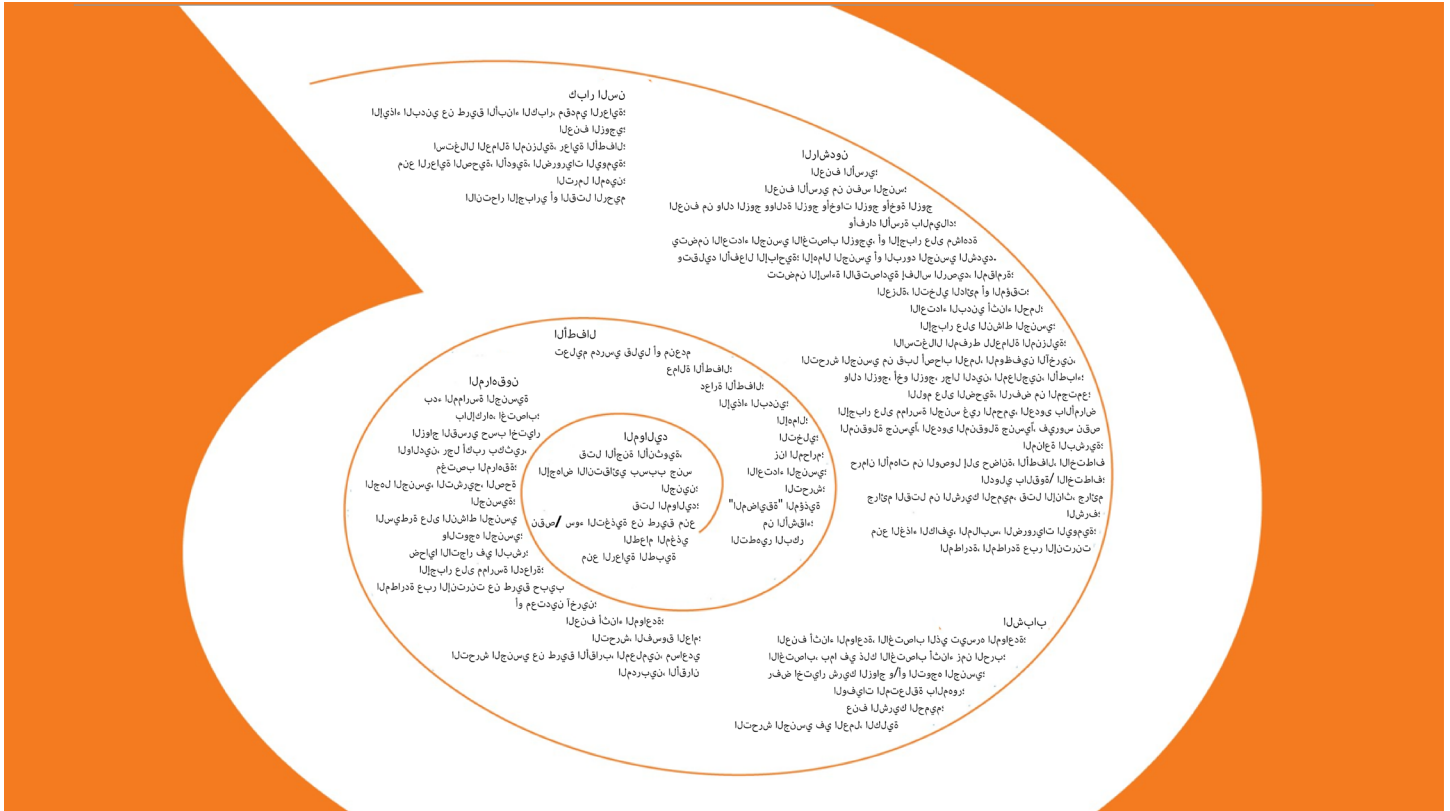 كبار السن
الإيذاء البدني عن طريق الأبناء الكبار، مقدمي الرعاية؛
العنف الزوجي؛
استغلال العمالة المنزلية، رعاية الأطفال؛
منع الرعاية الصحية، الأدوية، الضروريات اليومية؛
الترمل المهين؛
الانتحار الإجباري أو القتل الرحيم
الراشدون
العنف الأسري؛
العنف الأسري من نفس الجنس؛
العنف من والد الزوج ووالدة الزوج وأخوات الزوج وأخوة الزوج
وأفراد الأسرة بالميلاد؛
يتضمن الاعتداء الجنسي الاغتصاب الزوجي، أو الإجبار على مشاهدة
وتقليد الأفعال الإباحية؛ الإهمال الجنسي أو البرود الجنسي الشديد.
تتضمن الإساءة الاقتصادية إفلاس الرصيد، المقامرة؛
العزلة، التخلي الدائم أو المؤقت؛
الاعتداء البدني أثناء الحمل؛
الإجبار على النشاط الجنسي؛
الاستغلال المفرط للعمالة المنزلية؛
التحرش الجنسي من قبل أصحاب العمل، الموظفين الآخرين،
والد الزوج، أخو الزوج، رجال الدين، المعالجين، الأطباء؛
اللوم على الضحية، الرفض من المجتمع؛
الإجبار على ممارسة الجنس غير المحمي، العدوى بالأمراض
المنقولة جنسياً، العدوى المنقولة جنسياً، فيروس نقص
المناعة البشرية؛
حرمان الأمهات من الوصول إلى حضانة، الأطفال، الاختطاف
الدولي بالقوة/ الاختطاف؛
جرائم القتل من الشريك الحميم، قتل الإناث، جرائم
الشرف؛
منع الغذاء الكافي، الملابس، الضروريات اليومية؛
المطاردة، المطاردة عبر الإنترنت
الأطفال
تعليم مدرسي قليل أو منعدم
عمالة الأطفال؛
دعارة الأطفال؛
الإيذاء البدني؛
الإهمال؛
التخلي؛
زنا المحارم؛
الاعتداء الجنسي؛
التحرش؛
"المضايقة" المؤذية
من الأشقاء؛
التطهير البكر
المراهقون
بدء الممارسة الجنسية
بالإكراه، اغتصاب؛
الزواج القسري حسب اختيار
الوالدين، رجل أكبر بكثير،
مغتصب المراهقة؛
الجهل الجنسي، التشريح، الصحة
الجنسية؛
السيطرة على النشاط الجنسي
والتوجه الجنسي؛
ضحايا الاتجار في البشر؛
الإجبار على ممارسة الدعارة؛
المطاردة عبر الإنترنت عن طريق حبيب
أو معتدين آخرين؛
العنف أثناء المواعدة؛
التحرش، الفسوق العام؛
التحرش الجنسي عن طريق الأقارب، المعلمين، مساعدي
المدربين، الأقران
المواليد
قتل الأجنة الأنثوية،
الإجهاض الانتقائي بسبب جنس
الجنين؛
قتل المواليد؛
نقص/ سوء التغذية عن طريق منع
الطعام المغذي
منع الرعاية الطبية
الشباب
العنف أثناء المواعدة، الاغتصاب الذي تيسره المواعدة؛
الاغتصاب، بما في ذلك الاغتصاب أثناء زمن الحرب؛
رفض اختيار شريك الزواج و/أو التوجه الجنسي؛
الوفيات المتعلقة بالمهور؛
عنف الشريك الحميم؛
التحرش الجنسي في العمل، الكلية